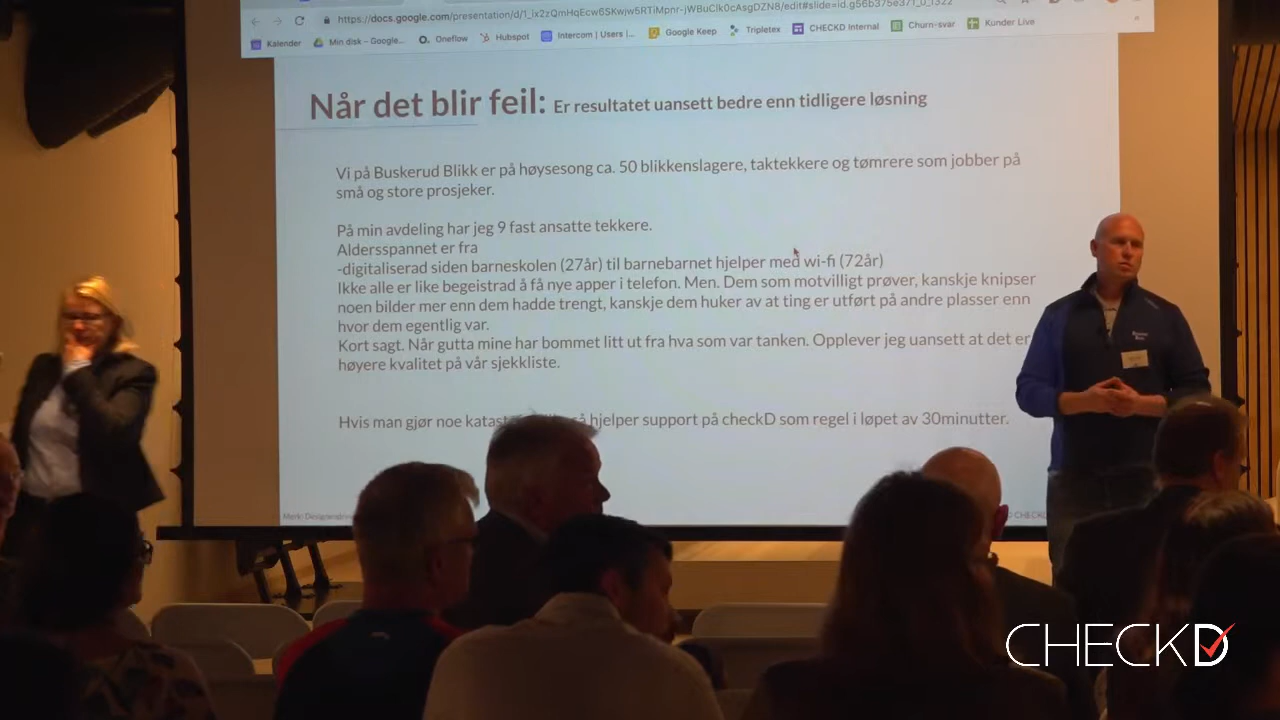 https://docs.google.com/presentation/d/1_ix2zQmHqEcw6SKwjw5RTiMpnr-jWBuClk0cAsgDZN8/edit#slide=id.g56b375e371_0_1322
Kalender Min disk – Google... Oneflow Hubspot Intercom | Users |... Google Keep Tripletex CHECKD Internal Churn-svar Kunder Live
Når det blir feil: Er resultatet uansett bedre enn tidligere løsning
Vi på Buskerud Blikk er på høysesong ca. 50 blikkenslagere, taktekkere og tømrere som jobber på
små og store prosjeker.
På min avdeling har jeg 9 fast ansatte tekkere.
Aldersspannet er fra
-digitaliserad siden barneskolen (27år) til barnebarnet hjelper med wi-fi (72år)
Ikke alle er like begeistrad å få nye apper i telefon. Men. Dem som motvilligt prøver, kanskje knipser
noen bilder mer enn dem hadde trengt, kanskje dem huker av at ting er utført på andre plasser enn
hvor dem egentlig var.
Kort sagt. Når gutta mine har bommet litt ut fra hva som var tanken. Opplever jeg uansett at det er
høyere kvalitet på vår sjekkliste.
Hvis man gjør noe hjelper support på checkD som regel i løpet av 30minutter.
CHECKD